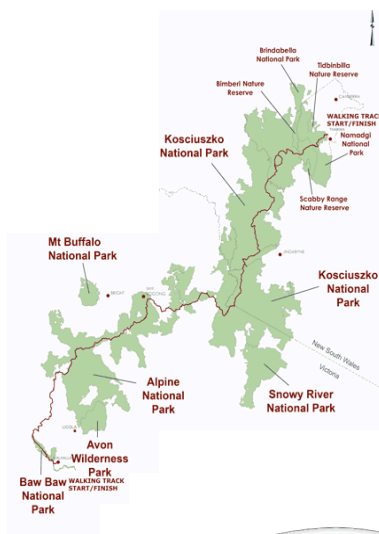 Brindabella
National Park
Tidbinbilla
Nature Reserve
Bimberi Nature
Reserve
CANBERRA
WALKING TRACK
START/FINISH
THARWA
Namadgi
National
Park
Kosciuszko
National Park
Scabby Range
Nature Reserve
Mt Buffalo
National Park
JINDABYNE
BRIGHT
Kosciuszko
National
Park
New South Wales
Victoria
Alpine
National
Park
Snowy River
National Park
Avon
Wilderness
Park
Baw Baw
National
Park
WALKING TRACK
START/FINISH